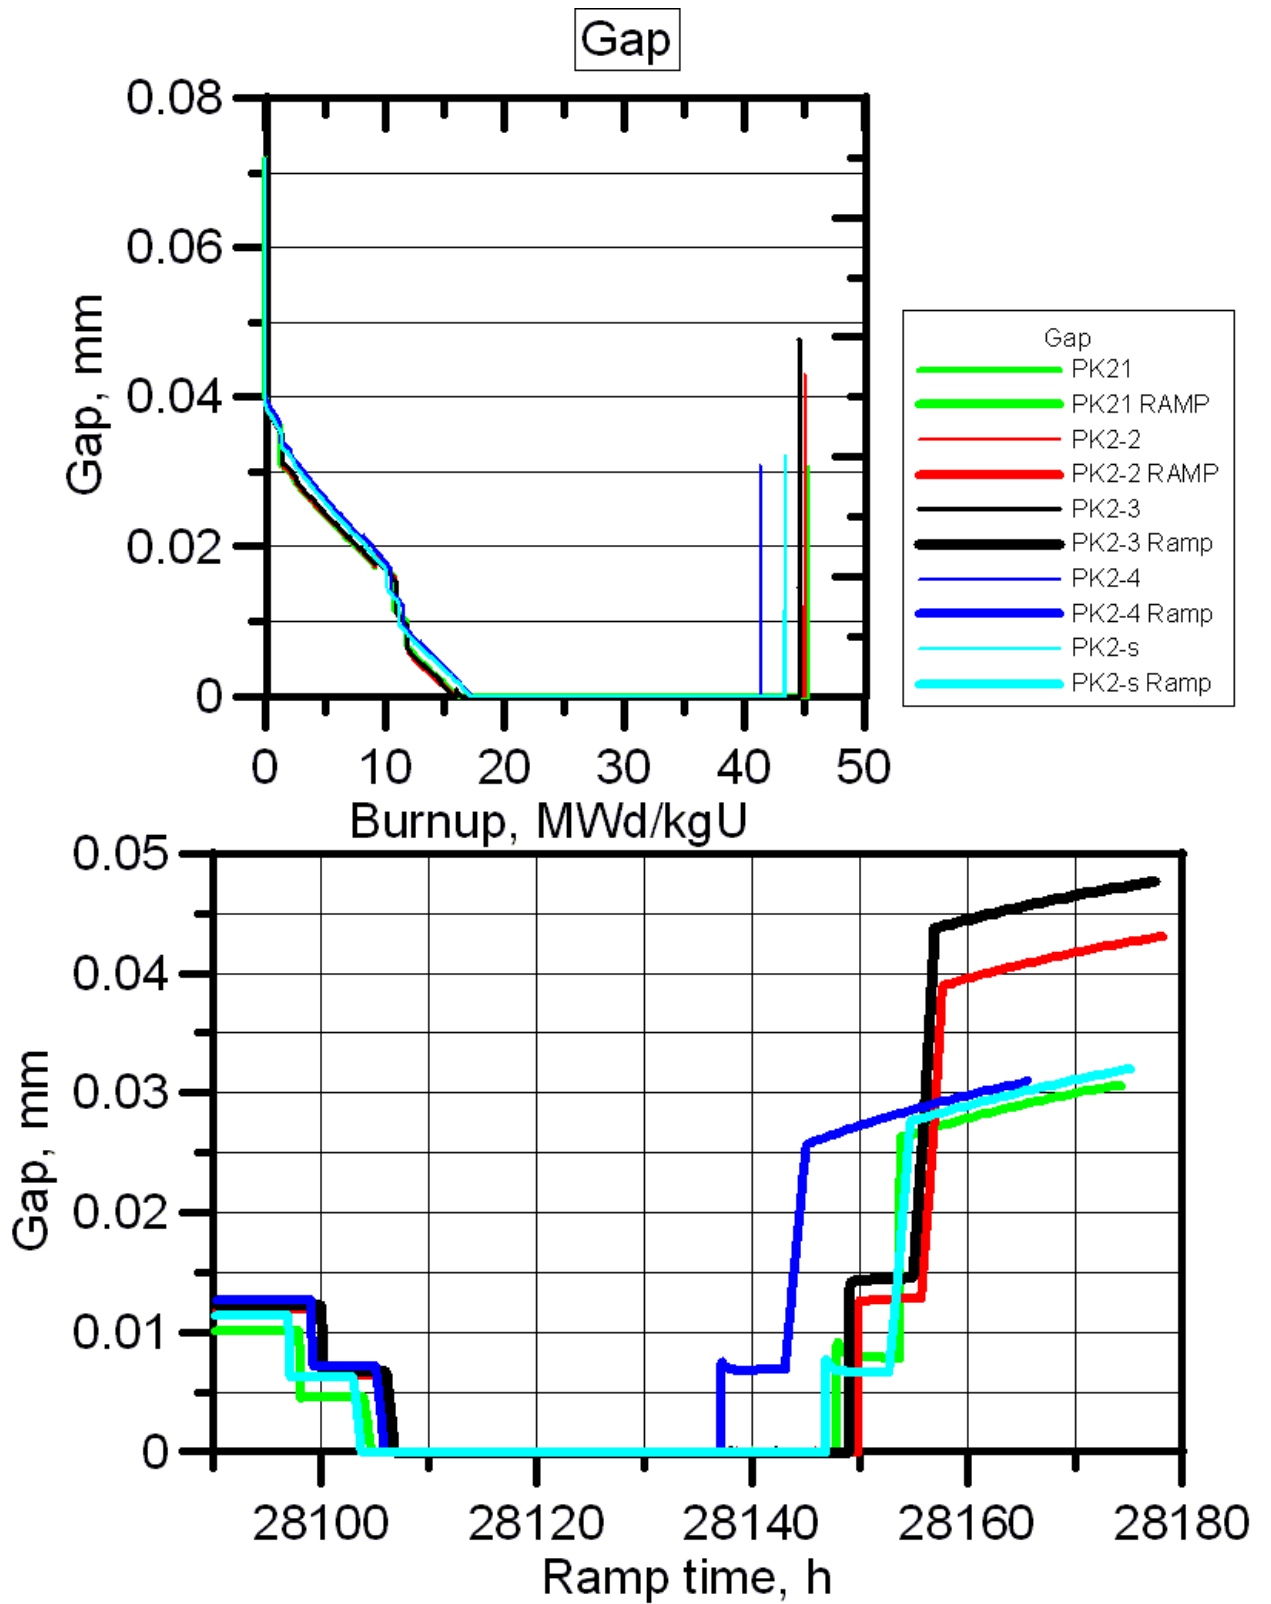 Gap
0.08
0.06
0.04
0.02
0
Gap, mm
0 10 20 30 40 50
Burnup, MWd/kgU
Gap
PK21
PK21 RAMP
PK2-2
PK2-2 RAMP
PK2-3
PK2-3 Ramp
PK2-4
PK2-4 Ramp
PK2-s
PK2-s Ramp
0.05
0.04
0.03
0.02
0.01
0
Gap, mm
28100 28120 28140 28160 28180
Ramp time, h